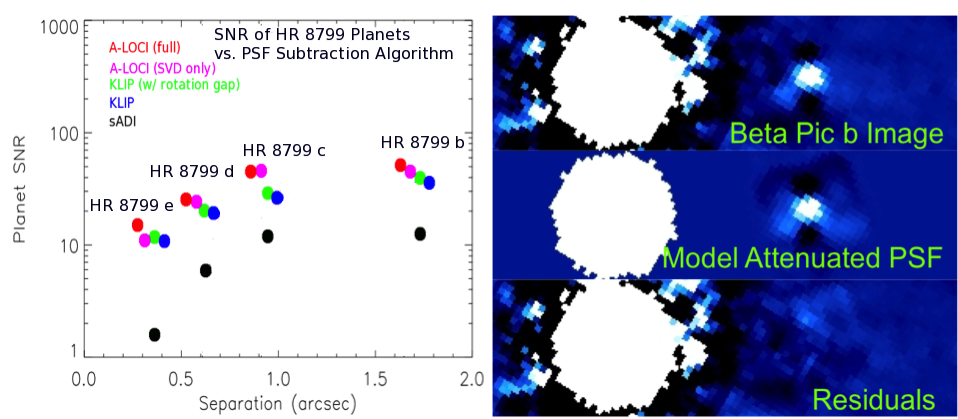 SNR of HR 8799 Planets
vs. PSF Subtraction Algorithm
A-LOCI (full)
A-LOCI (SVD only)
KLIP (w/ rotation gap)
KLIP
sADI
HR 8799 e
HR 8799 d
HR 8799 c
HR 8799 b
Planet SNR
1000
100
10
1
0.0 0.5 1.0 1.5 2.0
Separation (arcsec)
Beta Pic b Image
Model Attenuated PSF
Residuals